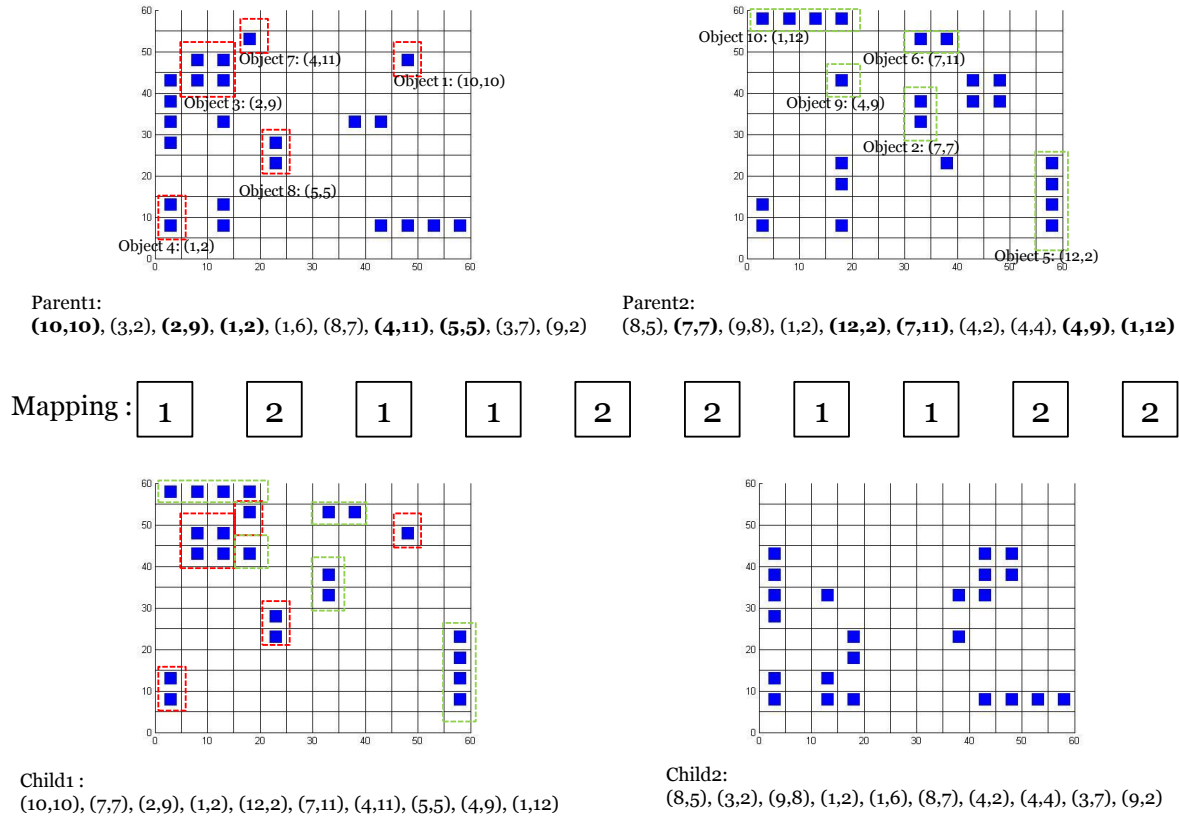 60
50
40
30
20
10
0
0
10
20
30
40
50
60
Object 7: (4,11)
Object 1: (10,10)
Object 3: (2,9)
Object 8: (5,5)
Object 4: (1,2)
60
50
40
30
20
10
0
0
10
20
30
40
50
60
Object 10: (1,12)
Object 6: (7,11)
Object 9: (4,9)
Object 2: (7,7)
Object 5: (12,2)
Parent1:
(10,10), (3,2), (2,9), (1,2), (1,6), (8,7), (4,11), (5,5), (3,7), (9,2)
Parent2:
(8,5), (7,7), (9,8), (1,2), (12,2), (7,11), (4,2), (4,4), (4,9), (1,12)
Mapping : 1 2 1 1 2 2 1 1 2 2
60
50
40
30
20
10
0
0
10
20
30
40
50
60
60
50
40
30
20
10
0
0
10
20
30
40
50
60
Child1 :
(10,10), (7,7), (2,9), (1,2), (12,2), (7,11), (4,11), (5,5), (4,9), (1,12)
Child2:
(8,5), (3,2), (9,8), (1,2), (1,6), (8,7), (4,2), (4,4), (3,7), (9,2)